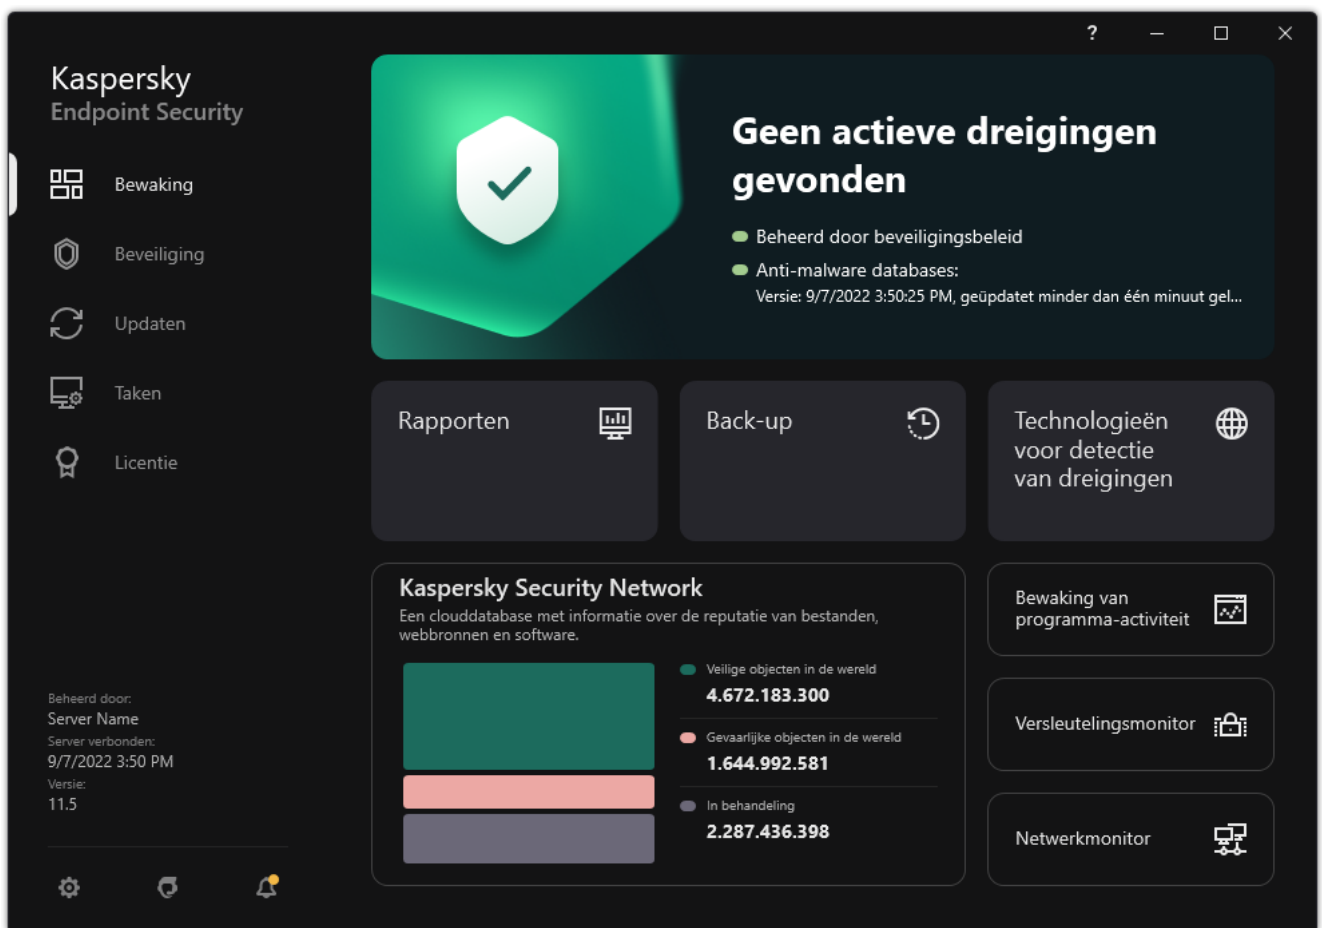 ?
Kaspersky
Endpoint Security
Bewaking
Beveiliging
Updaten
Taken
Licentie
Beheerd door:
Server Name
Server verbonden:
9/7/2022 3:50 PM
Versie:
11.5
Geen actieve dreigingen
gevonden
Beheerd door beveiligingsbeleid
Anti-malware databases:
Versie: 9/7/2022 3:50:25 PM, geüpdatet minder dan één minuut gel...
Rapporten
Back-up
Technologieën
voor detectie
van dreigingen
Kaspersky Security Network
Een clouddatabase met informatie over de reputatie van bestanden,
webbronnen en software.
Veilige objecten in de wereld
4.672.183.300
Gevaarlijke objecten in de wereld
1.644.992.581
In behandeling
2.287.436.398
Bewaking van
programma-activiteit
Versleutelingsmonitor
Netwerkmonitor